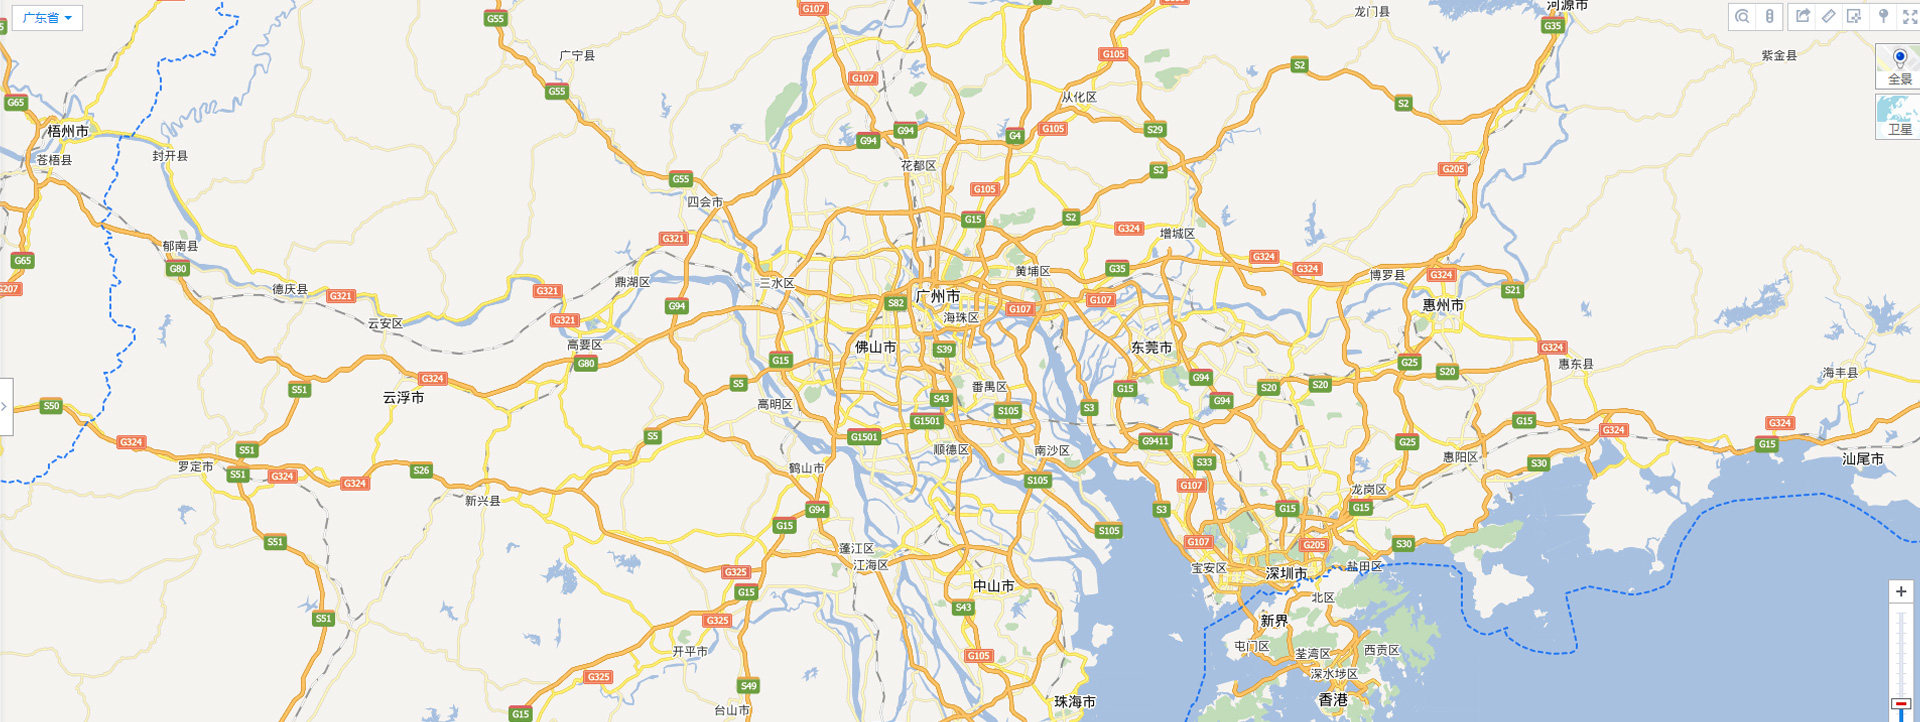 广东省
G55
G107
龙门县
河源市
G35
广宁县
G105
紫金县
S2
G107
全景
G65
G55
从化区
S2
梧州市
G94
G94
G4
G105
S29
卫星
苍梧县
封开县
花都区
S2
G205
G55
G105
四会市
G15
S2
G324
增城区
郁南县
G321
G65
G80
黄埔区
G35
G324
G324
博罗县
G324
德庆县
G321
G321
鼎湖区
三水区
S21
G207
G94
S82
广州市
G107
G107
惠州市
云安区
G321
海珠区
高要区
佛山市
S39
东莞市
G324
G80
G15
G25
惠东县
G324
S51
S5
番禺区
G15
G94
S20
S20
S20
海丰县
云浮市
S50
高明区
S43
S105
S3
G94
G324
S5
G1501
G1501
G9411
G25
G15
G324
G324
G15
S51
罗定市
S51
G324
G324
S26
鹤山市
顺德区
南沙区
S33
惠阳区
S30
汕尾市
新兴县
S105
G107
龙岗区
G94
S3
G15
G15
G15
S105
S51
蓬江区
G107
G205
S30
江海区
G325
中山市
宝安区
深圳市
盐田区
G15
S43
北区
S51
G325
新界
开平市
G105
屯门区
荃湾区
西贡区
G325
深水埗区
S49
G15
台山市
珠海市
香港